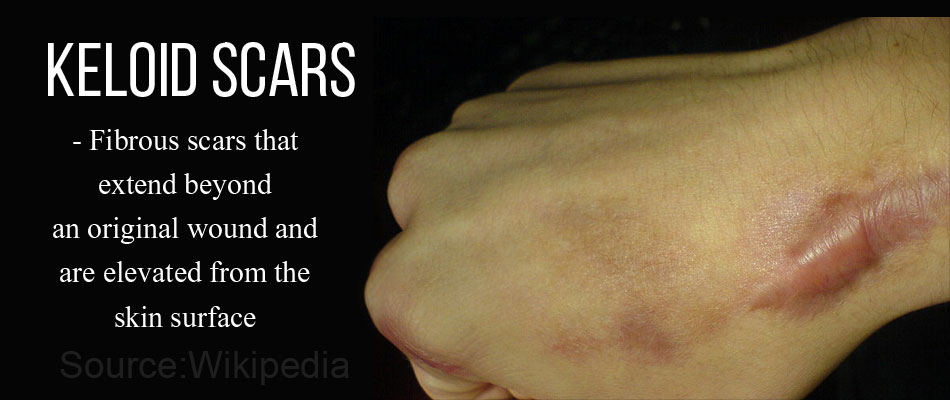 KELOID SCARS
- Fibrous scars that
extend beyond
an original wound and
are elevated from the
skin surface
Source:Wikipedia